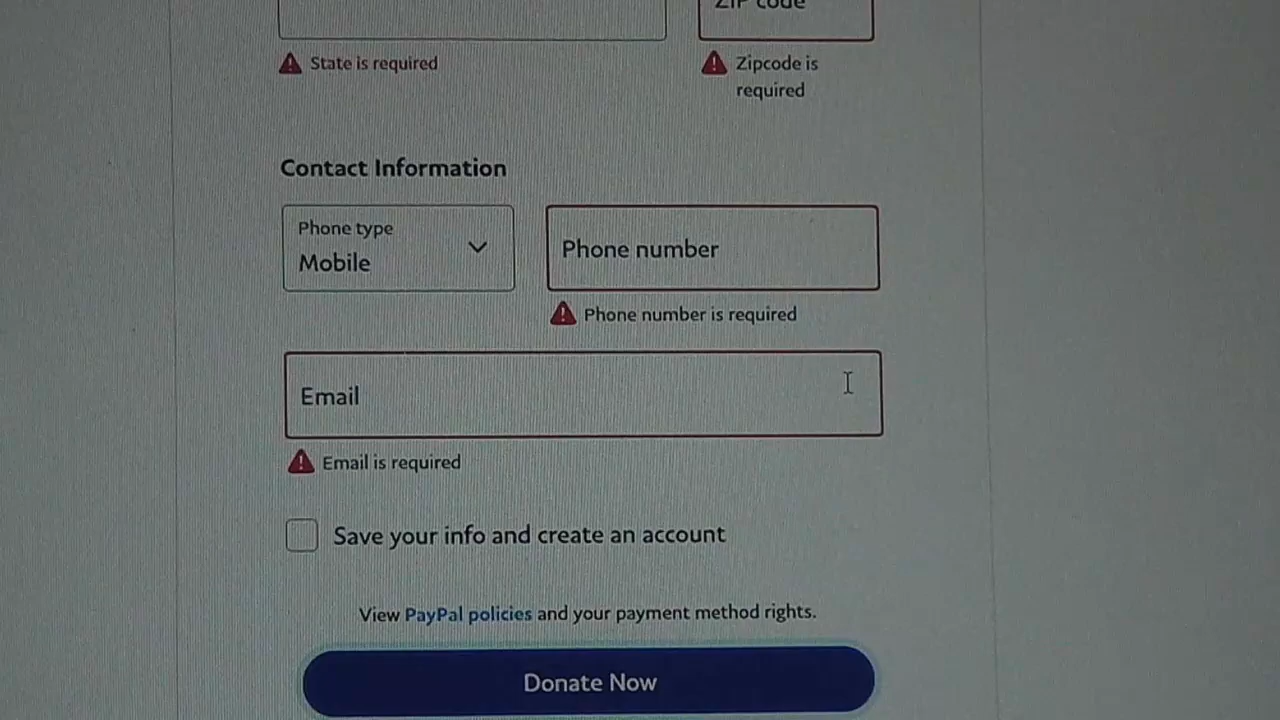 ZIP code
State is required
Zipcode is
required
Contact Information
Phone type
Mobile
Phone number
Phone number is required
Email
Email is required
Save your info and create an account
View PayPal policies and your payment method rights.
Donate Now